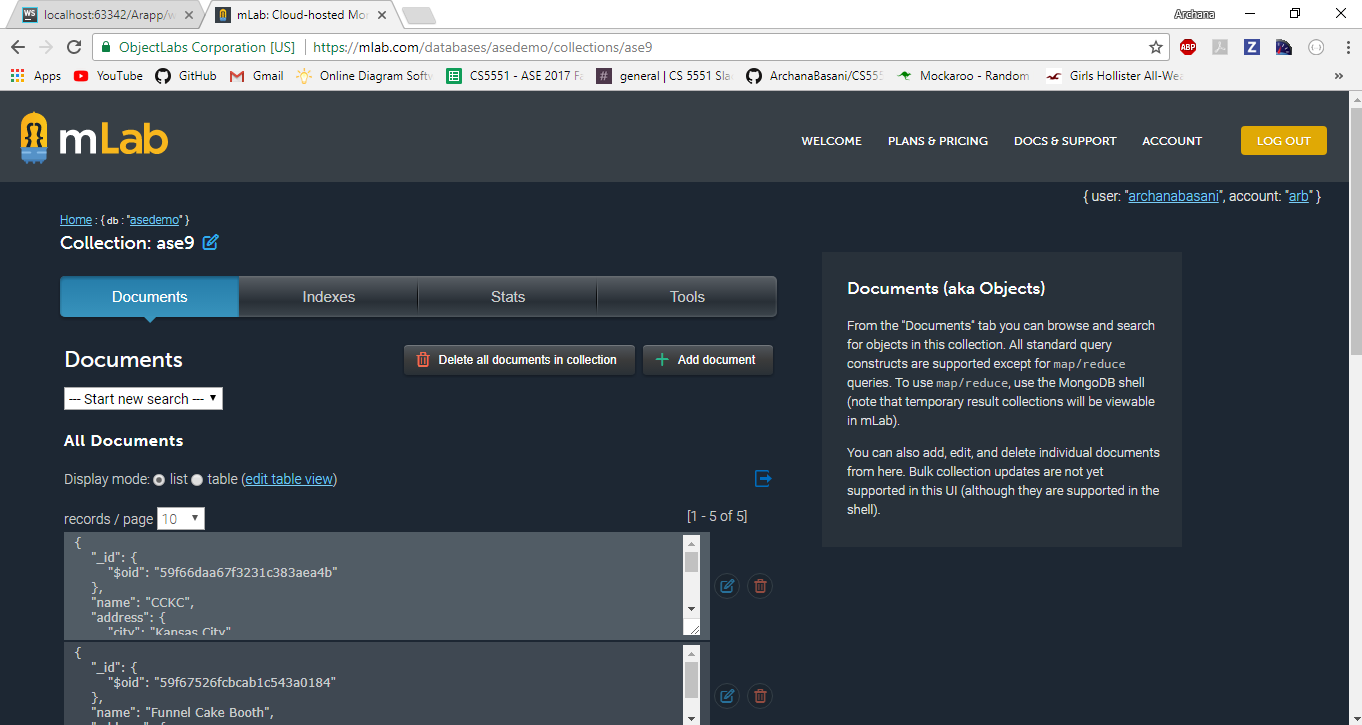 WS localhost:63342/Arapp/w
mLab: Cloud-hosted Mo
Archana
ObjectLabs Corporation [US] https://mlab.com/databases/asedemo/collections/ase9
ABP Z
Apps YouTube GitHub Gmail Online Diagram Softw CS5551 - ASE 2017 Fa # general | CS 5551 Sla ArchanaBasani/CS555 Mockaroo - Random Girls Hollister All-Wea »
mLab
WELCOME PLANS & PRICING DOCS & SUPPORT ACCOUNT LOG OUT
{ user: "archanabasani", account: "arb" }
Home : { db : "asedemo" }
Collection: ase9
Documents Indexes Stats Tools
Documents
Delete all documents in collection
Add document
--- Start new search ---
All Documents
Display mode: list table (edit table view)
records / page 10
[1 - 5 of 5]
{
"_id": {
"$oid": "59f66daa67f3231c383aea4b"
},
"name": "CCKC",
"address": {
"city": "Kansas City"
{
"_id": {
"$oid": "59f67526fcbcab1c543a0184"
},
"name": "Funnel Cake Booth",
Documents (aka Objects)
From the "Documents" tab you can browse and search
for objects in this collection. All standard query
constructs are supported except for map/reduce
queries. To use map/reduce, use the MongoDB shell
(note that temporary result collections will be viewable
in mLab).
You can also add, edit, and delete individual documents
from here. Bulk collection updates are not yet
supported in this UI (although they are supported in the
shell).